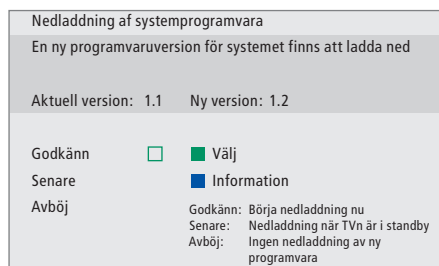 Nedladdning af systemprogramvara
En ny programvaruversion för systemet finns att ladda ned
Aktuell version: 1.1 Ny version: 1.2
Godkänn Välj
Senare Information
Avböj
Godkänn: Börja nedladdning nu
Senare: Nedladdning när TVn är i standby
Avböj: Ingen nedladdning av ny
programvara